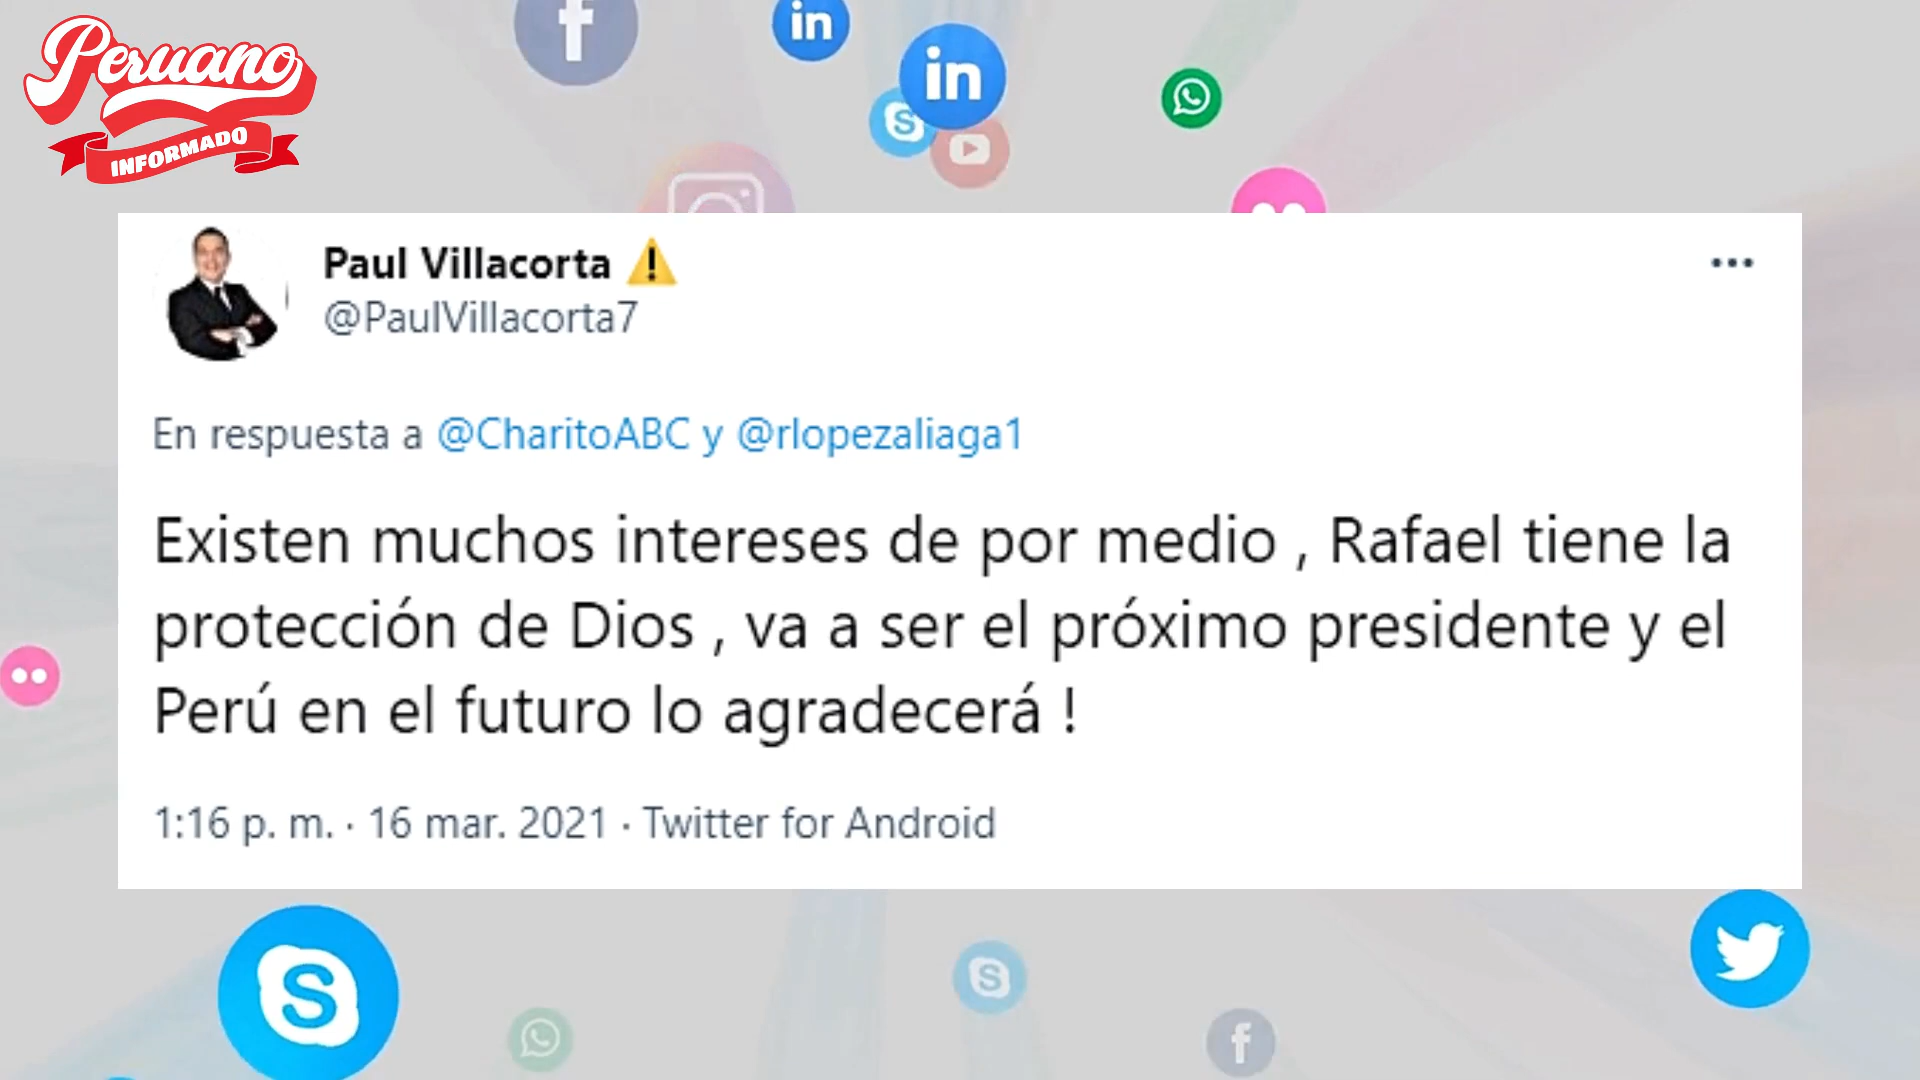 Peruano
INFORMADO
Paul Villacorta ⚠️
@PaulVillacorta7
En respuesta a @CharitoABC y @rlopezaliaga1
Existen muchos intereses de por medio , Rafael tiene la
protección de Dios , va a ser el próximo presidente y el
Perú en el futuro lo agradecerá !
1:16 p. m. · 16 mar. 2021 · Twitter for Android